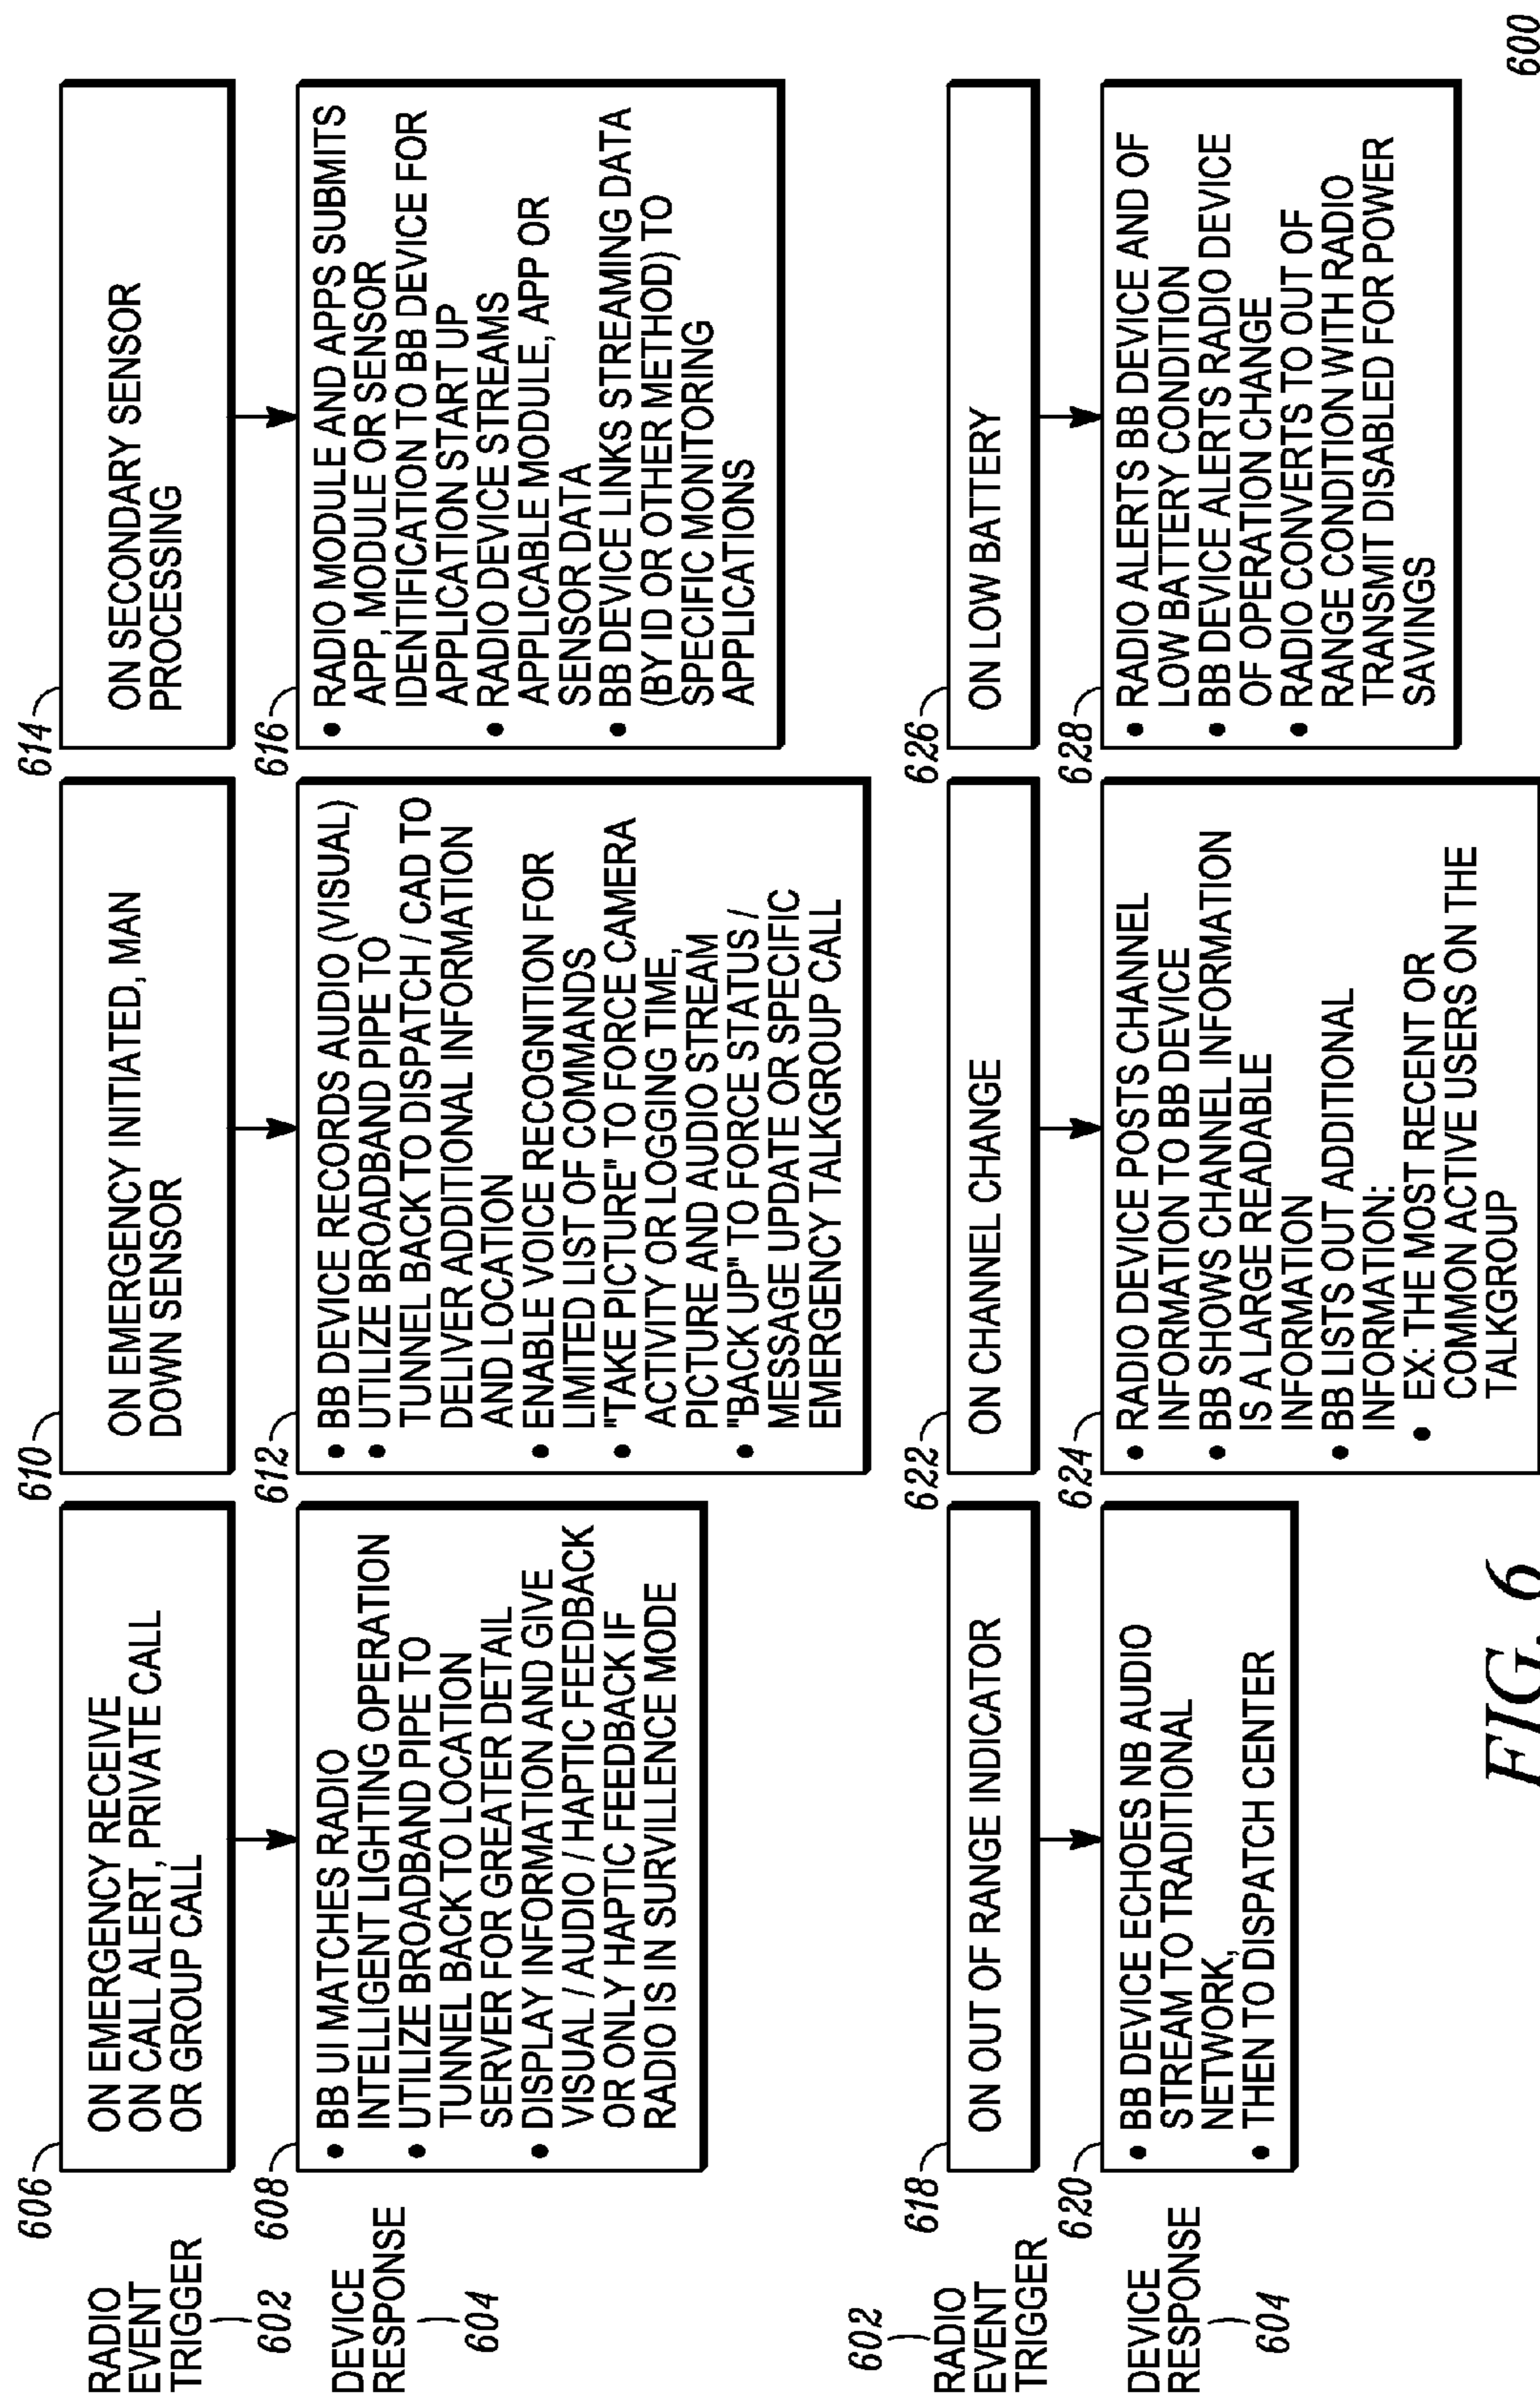 600
RADIO
EVENT
TRIGGER
602
606
ON EMERGENCY RECEIVE
ON CALL ALERT, PRIVATE CALL
OR GROUP CALL
610
ON EMERGENCY INITIATED, MAN
DOWN SENSOR
614
ON SECONDARY SENSOR
PROCESSING
DEVICE
RESPONSE
604
608
• BB UI MATCHES RADIO
INTELLIGENT LIGHTING OPERATION
• UTILIZE BROADBAND PIPE TO
TUNNEL BACK TO LOCATION
SERVER FOR GREATER DETAIL
• DISPLAY INFORMATION AND GIVE
VISUAL / AUDIO / HAPTIC FEEDBACK
OR ONLY HAPTIC FEEDBACK IF
RADIO IS IN SURVILLENCE MODE
612
• BB DEVICE RECORDS AUDIO (VISUAL)
• UTILIZE BROADBAND PIPE TO
TUNNEL BACK TO DISPATCH / CAD TO
DELIVER ADDITIONAL INFORMATION
AND LOCATION
• ENABLE VOICE RECOGNITION FOR
LIMITED LIST OF COMMANDS
• "TAKE PICTURE" TO FORCE CAMERA
ACTIVITY OR LOGGING TIME,
PICTURE AND AUDIO STREAM
• "BACK UP" TO FORCE STATUS /
MESSAGE UPDATE OR SPECIFIC
EMERGENCY TALKGROUP CALL
616
• RADIO MODULE AND APPS SUBMITS
APP, MODULE OR SENSOR
IDENTIFICATION TO BB DEVICE FOR
APPLICATION START UP
• RADIO DEVICE STREAMS
APPLICABLE MODULE, APP OR
SENSOR DATA
• BB DEVICE LINKS STREAMING DATA
(BY ID OR OTHER METHOD) TO
SPECIFIC MONITORING
APPLICATIONS
602
RADIO
EVENT
TRIGGER
618
ON OUT OF RANGE INDICATOR
622
ON CHANNEL CHANGE
626
ON LOW BATTERY
DEVICE
RESPONSE
604
620
• BB DEVICE ECHOES NB AUDIO
STREAM TO TRADITIONAL
NETWORK,
• THEN TO DISPATCH CENTER
624
• RADIO DEVICE POSTS CHANNEL
INFORMATION TO BB DEVICE
• BB SHOWS CHANNEL INFORMATION
IS A LARGE READABLE
INFORMATION
• BB LISTS OUT ADDITIONAL
INFORMATION:
• EX: THE MOST RECENT OR
COMMON ACTIVE USERS ON THE
TALKGROUP
628
• RADIO ALERTS BB DEVICE AND OF
LOW BATTERY CONDITION
• BB DEVICE ALERTS RADIO DEVICE
OF OPERATION CHANGE
• RADIO CONVERTS TO OUT OF
RANGE CONDITION WITH RADIO
TRANSMIT DISABLED FOR POWER
SAVINGS
FIG. 6